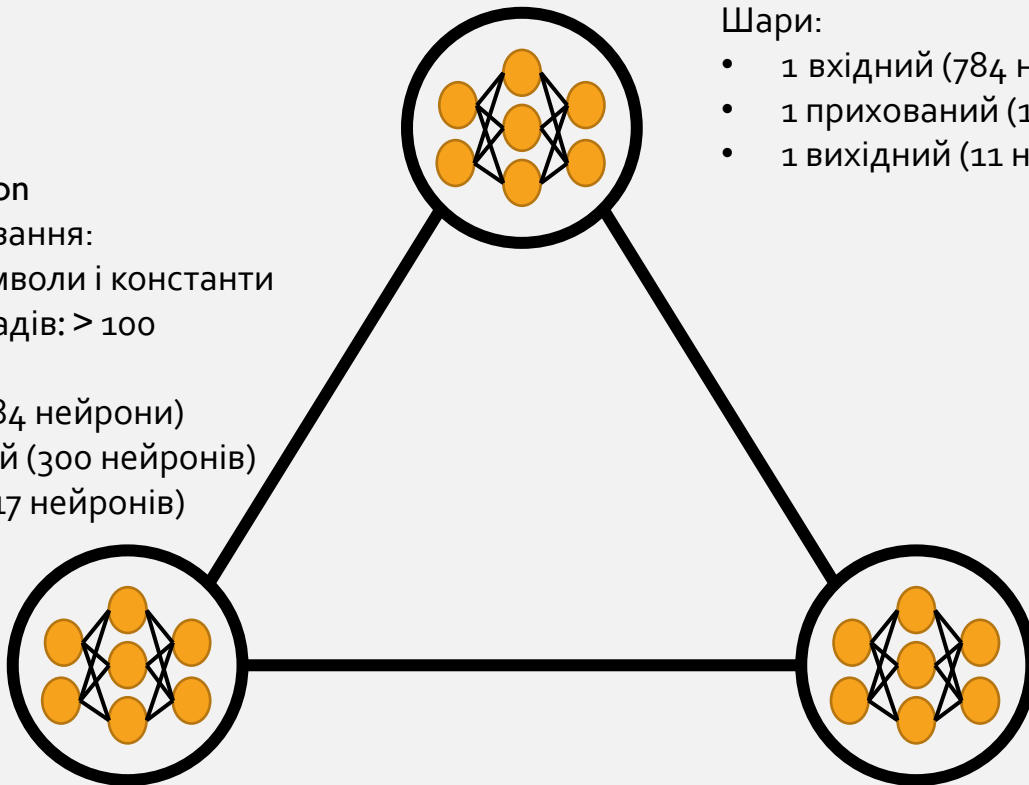 Шари:
• 1 вхідний (784 н
• 1 прихований (1
• 1 вихідний (11 н
on
вання:
мволи і константи
адів: > 100
84 нейрони)
й (300 нейронів)
17 нейронів)